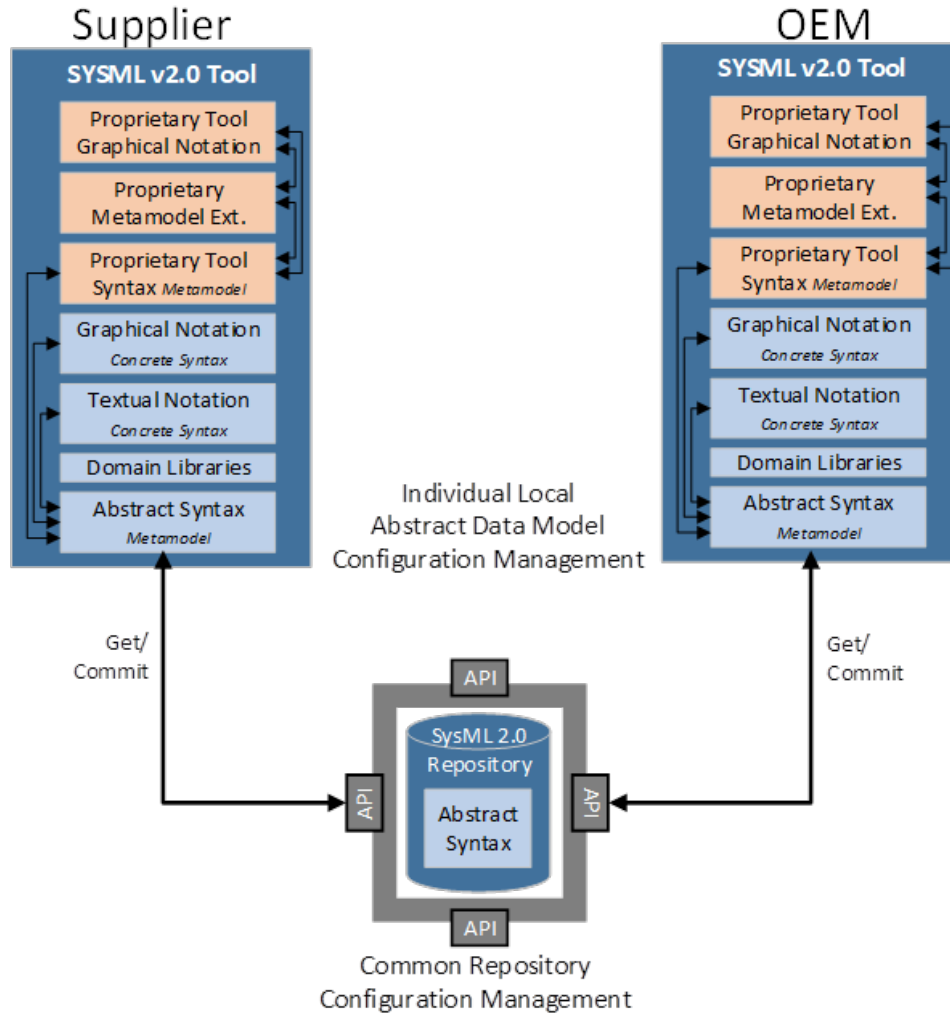 Supplier
SYSML v2.0 Tool
Proprietary Tool
Graphical Notation
Proprietary
Metamodel Ext.
Proprietary Tool
Syntax Metamodel
Graphical Notation
Concrete Syntax
Textual Notation
Concrete Syntax
Domain Libraries
Abstract Syntax
Metamodel
OEM
SYSML v2.0 Tool
Proprietary Tool
Graphical Notation
Proprietary
Metamodel Ext.
Proprietary Tool
Syntax Metamodel
Graphical Notation
Concrete Syntax
Textual Notation
Concrete Syntax
Domain Libraries
Abstract Syntax
Metamodel
Individual Local
Abstract Data Model
Configuration Management
Get/
Commit
Get/
Commit
API
SysML 2.0
Repository
API
Abstract
Syntax
API
API
Common Repository
Configuration Management